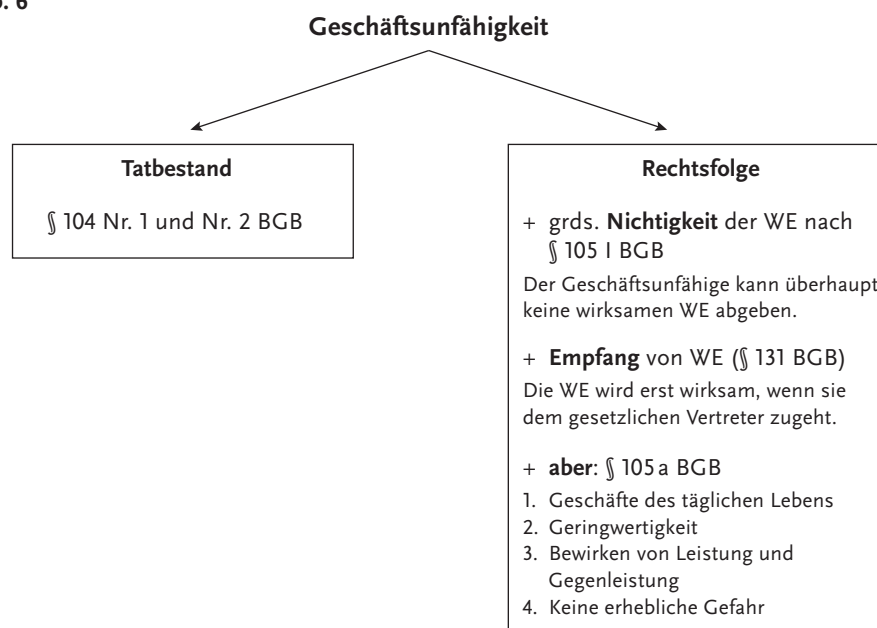 . 6
Geschäftsunfähigkeit
Tatbestand
§ 104 Nr. 1 und Nr. 2 BGB
Rechtsfolge
+ grds. Nichtigkeit der WE nach
§ 105 I BGB
Der Geschäftsunfähige kann überhaupt
keine wirksamen WE abgeben.
+ Empfang von WE (§ 131 BGB)
Die WE wird erst wirksam, wenn sie
dem gesetzlichen Vertreter zugeht.
+ aber: § 105 a BGB
1. Geschäfte des täglichen Lebens
2. Geringwertigkeit
3. Bewirken von Leistung und
Gegenleistung
4. Keine erhebliche Gefahr